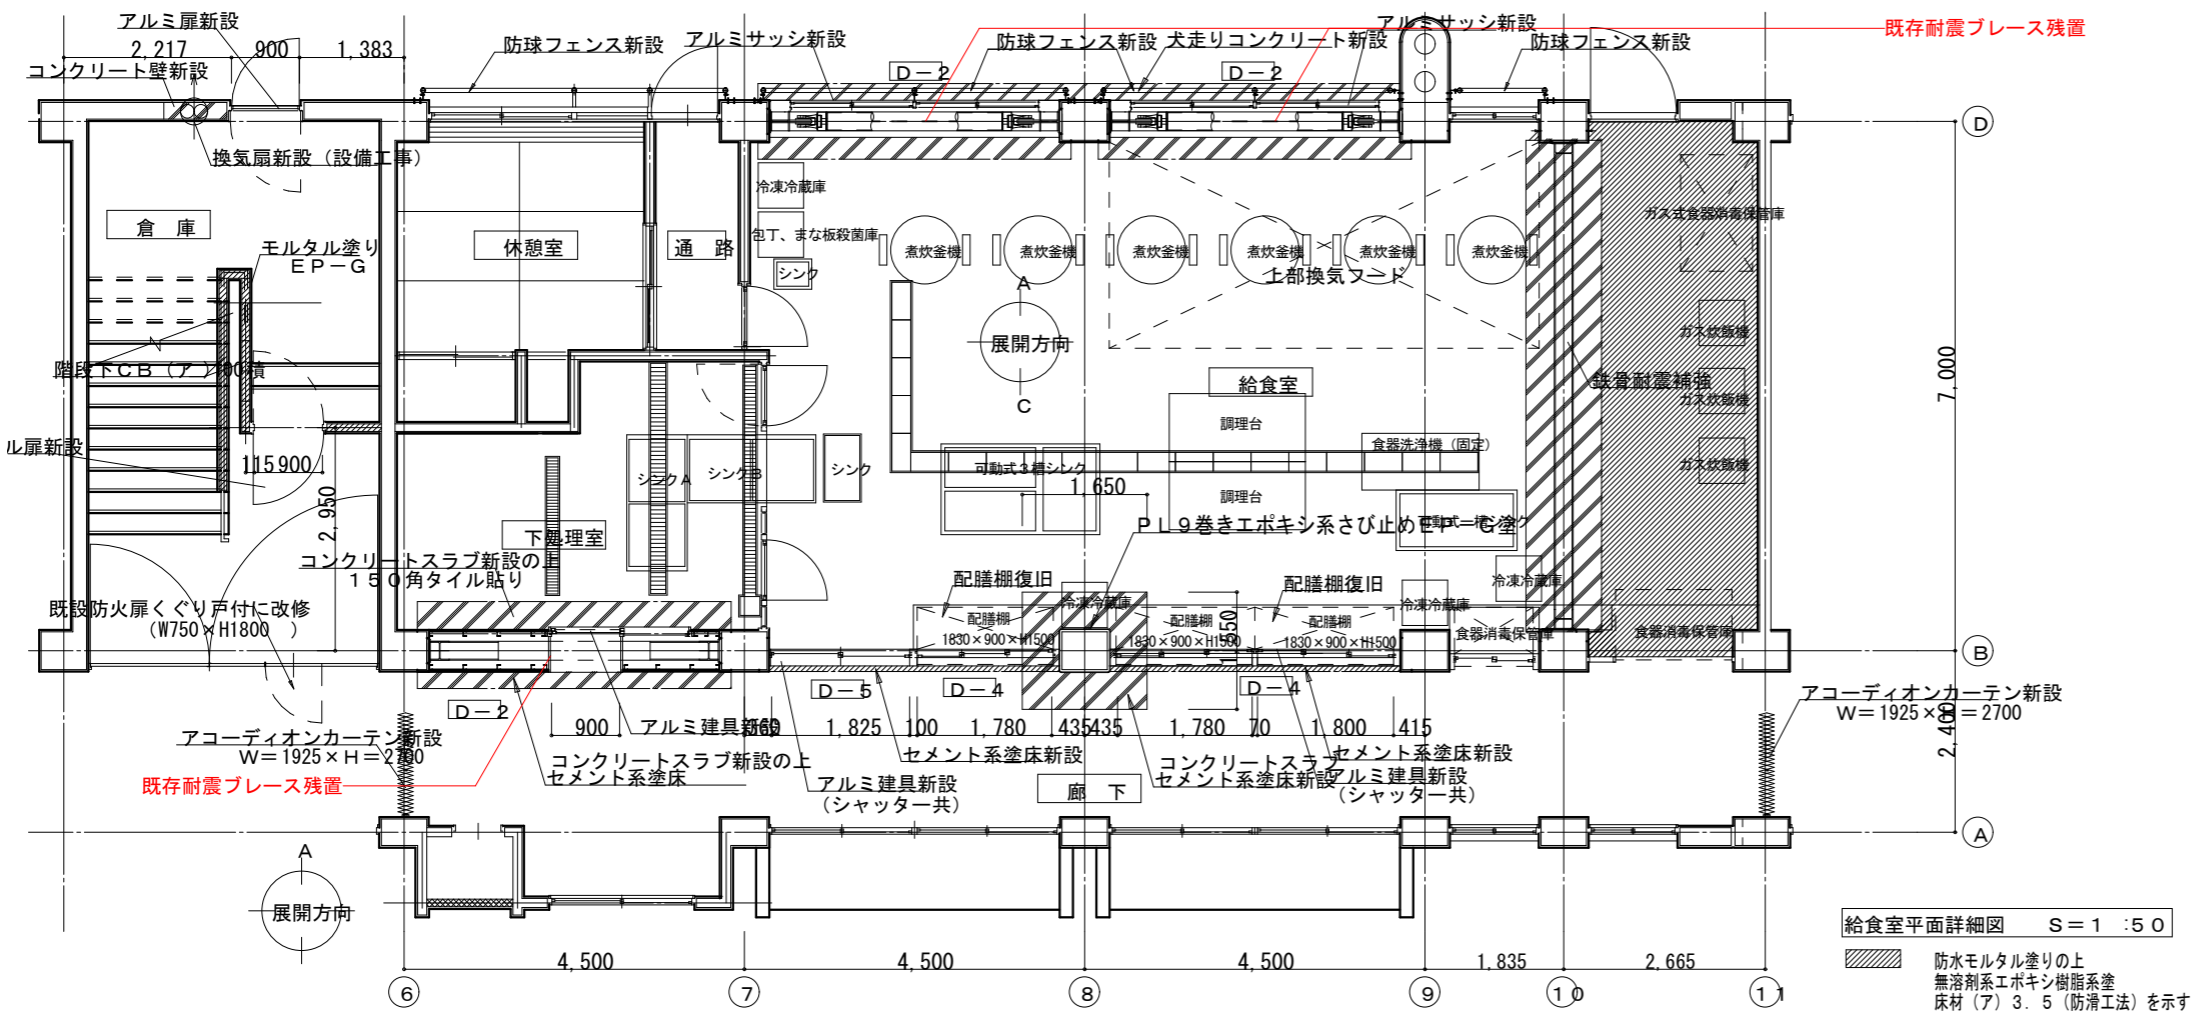 アルミ扉新設
2,217
900
1,383
コンクリート壁新設
防球フェンス新設
アルミサッシ新設
防球フェンス新設
犬走りコンクリート新設
アルミサッシ新設
防球フェンス新設
既存耐震ブレース残置
D－2
D－2
D
換気扇新設（設備工事）
倉　庫
モルタル塗り
EP－G
休憩室
通　路
冷凍冷蔵庫
包丁、まな板殺菌庫
シンク
煮炊釜機
煮炊釜機
煮炊釜機
煮炊釜機
煮炊釜機
煮炊釜機
上部換気フード
ガス式食器消毒保管庫
ガス炊飯機
ガス炊飯機
ガス炊飯機
A
展開方向
C
給食室
鉄骨耐震補強
7,000
階段下CB（ア）
ル扉新設
115
900
2,950
調理台
調理台
食器洗浄機（固定）
可動式3槽シンク
1,650
シンクA
シンクB
シンク
下処理室
PL9巻きエポキシ系さび止めEP－G塗
コンクリートスラブ新設の上
150角タイル貼り
既設防火扉くぐり戸付に改修
（W750×H1800　）
配膳棚復旧
配膳棚復旧
冷凍冷蔵庫
冷凍冷蔵庫
冷凍冷蔵庫
配膳棚
1830×900×H1500
配膳棚
1830×900×H1500
配膳棚
1830×900×H1500
食器消毒保管庫
食器消毒保管庫
B
D－2
D－5
D－4
D－4
900
アルミ建具新設
1,825
100
1,780
435
435
1,780
70
1,800
415
アコーディオンカーテン新設
W＝1925×H＝2700
アコーディオンカーテン新設
W＝1925×H＝2700
2,400
既存耐震ブレース残置
コンクリートスラブ新設の上
セメント系塗床
セメント系塗床新設
アルミ建具新設
（シャッター共）
廊　下
コンクリートスラブ
セメント系塗床新設
セメント系塗床新設
アルミ建具新設
（シャッター共）
A
A
展開方向
4,500
4,500
4,500
1,835
2,665
6
7
8
9
10
11
給食室平面詳細図　S＝1:50
防水モルタル塗りの上
無溶剤系エポキシ樹脂系塗
床材（ア）3．5（防滑工法）を示す